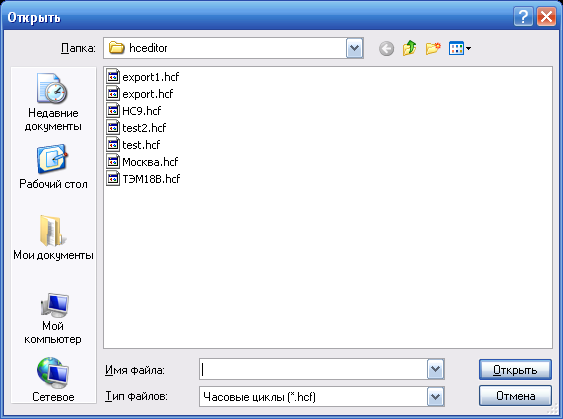 Открыть
Папка:
hceditor
export1.hcf
export.hcf
HC9.hcf
test2.hcf
test.hcf
Москва.hcf
ТЭМ18В.hcf
Недавние
документы
Рабочий стол
Мои документы
Мой
компьютер
Сетевое
Имя файла:
Открыть
Тип файлов:
Часовые циклы (*.hcf)
Отмена